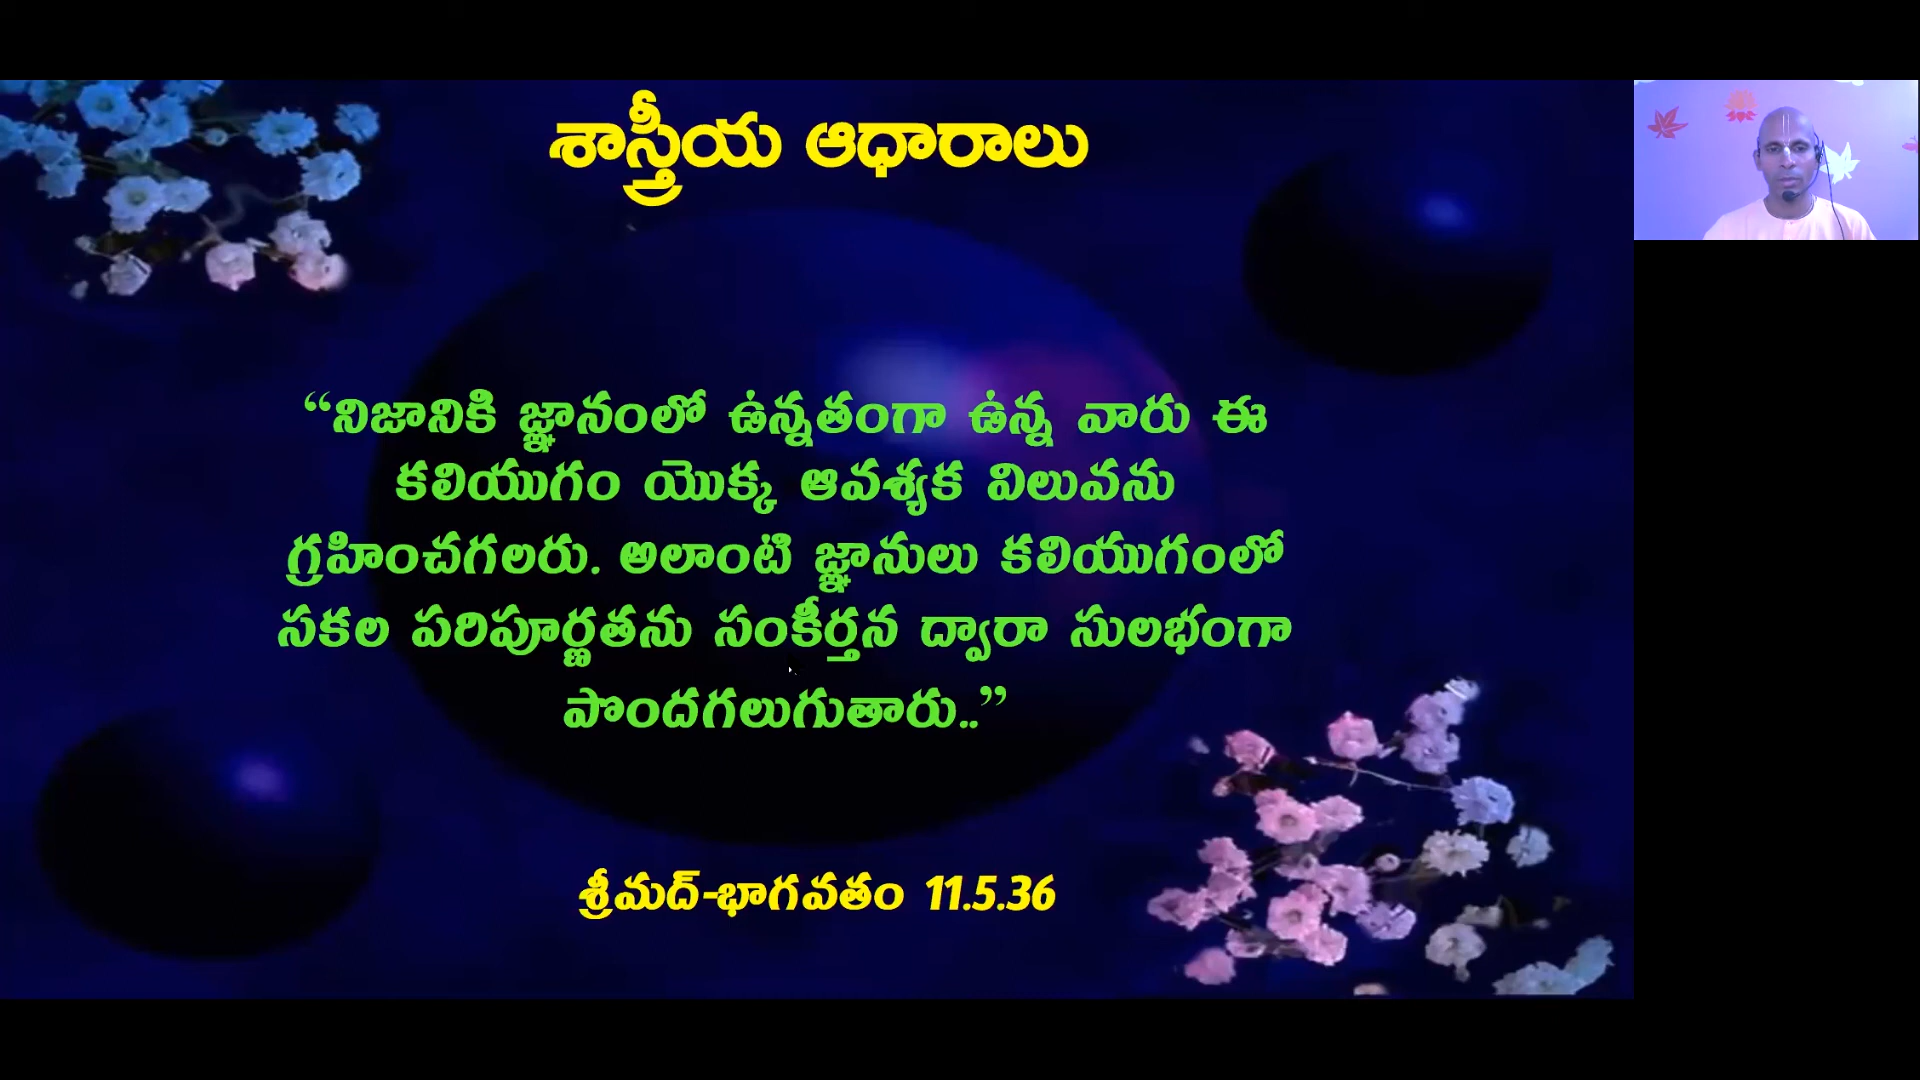 శాస్త్రీయ ఆధారాలు
“నిజానికి జ్ఞానంలో ఉన్నతంగా ఉన్న వారు ఈ
కలియుగం యొక్క ఆవశ్యక విలువను
గ్రహించగలరు. అలాంటి జ్ఞానులు కలియుగంలో
సకల పరిపూర్ణతను సంకీర్తన ద్వారా సులభంగా
పొందగలుగుతారు..”
శ్రీమద్-భాగవతం 11.5.36